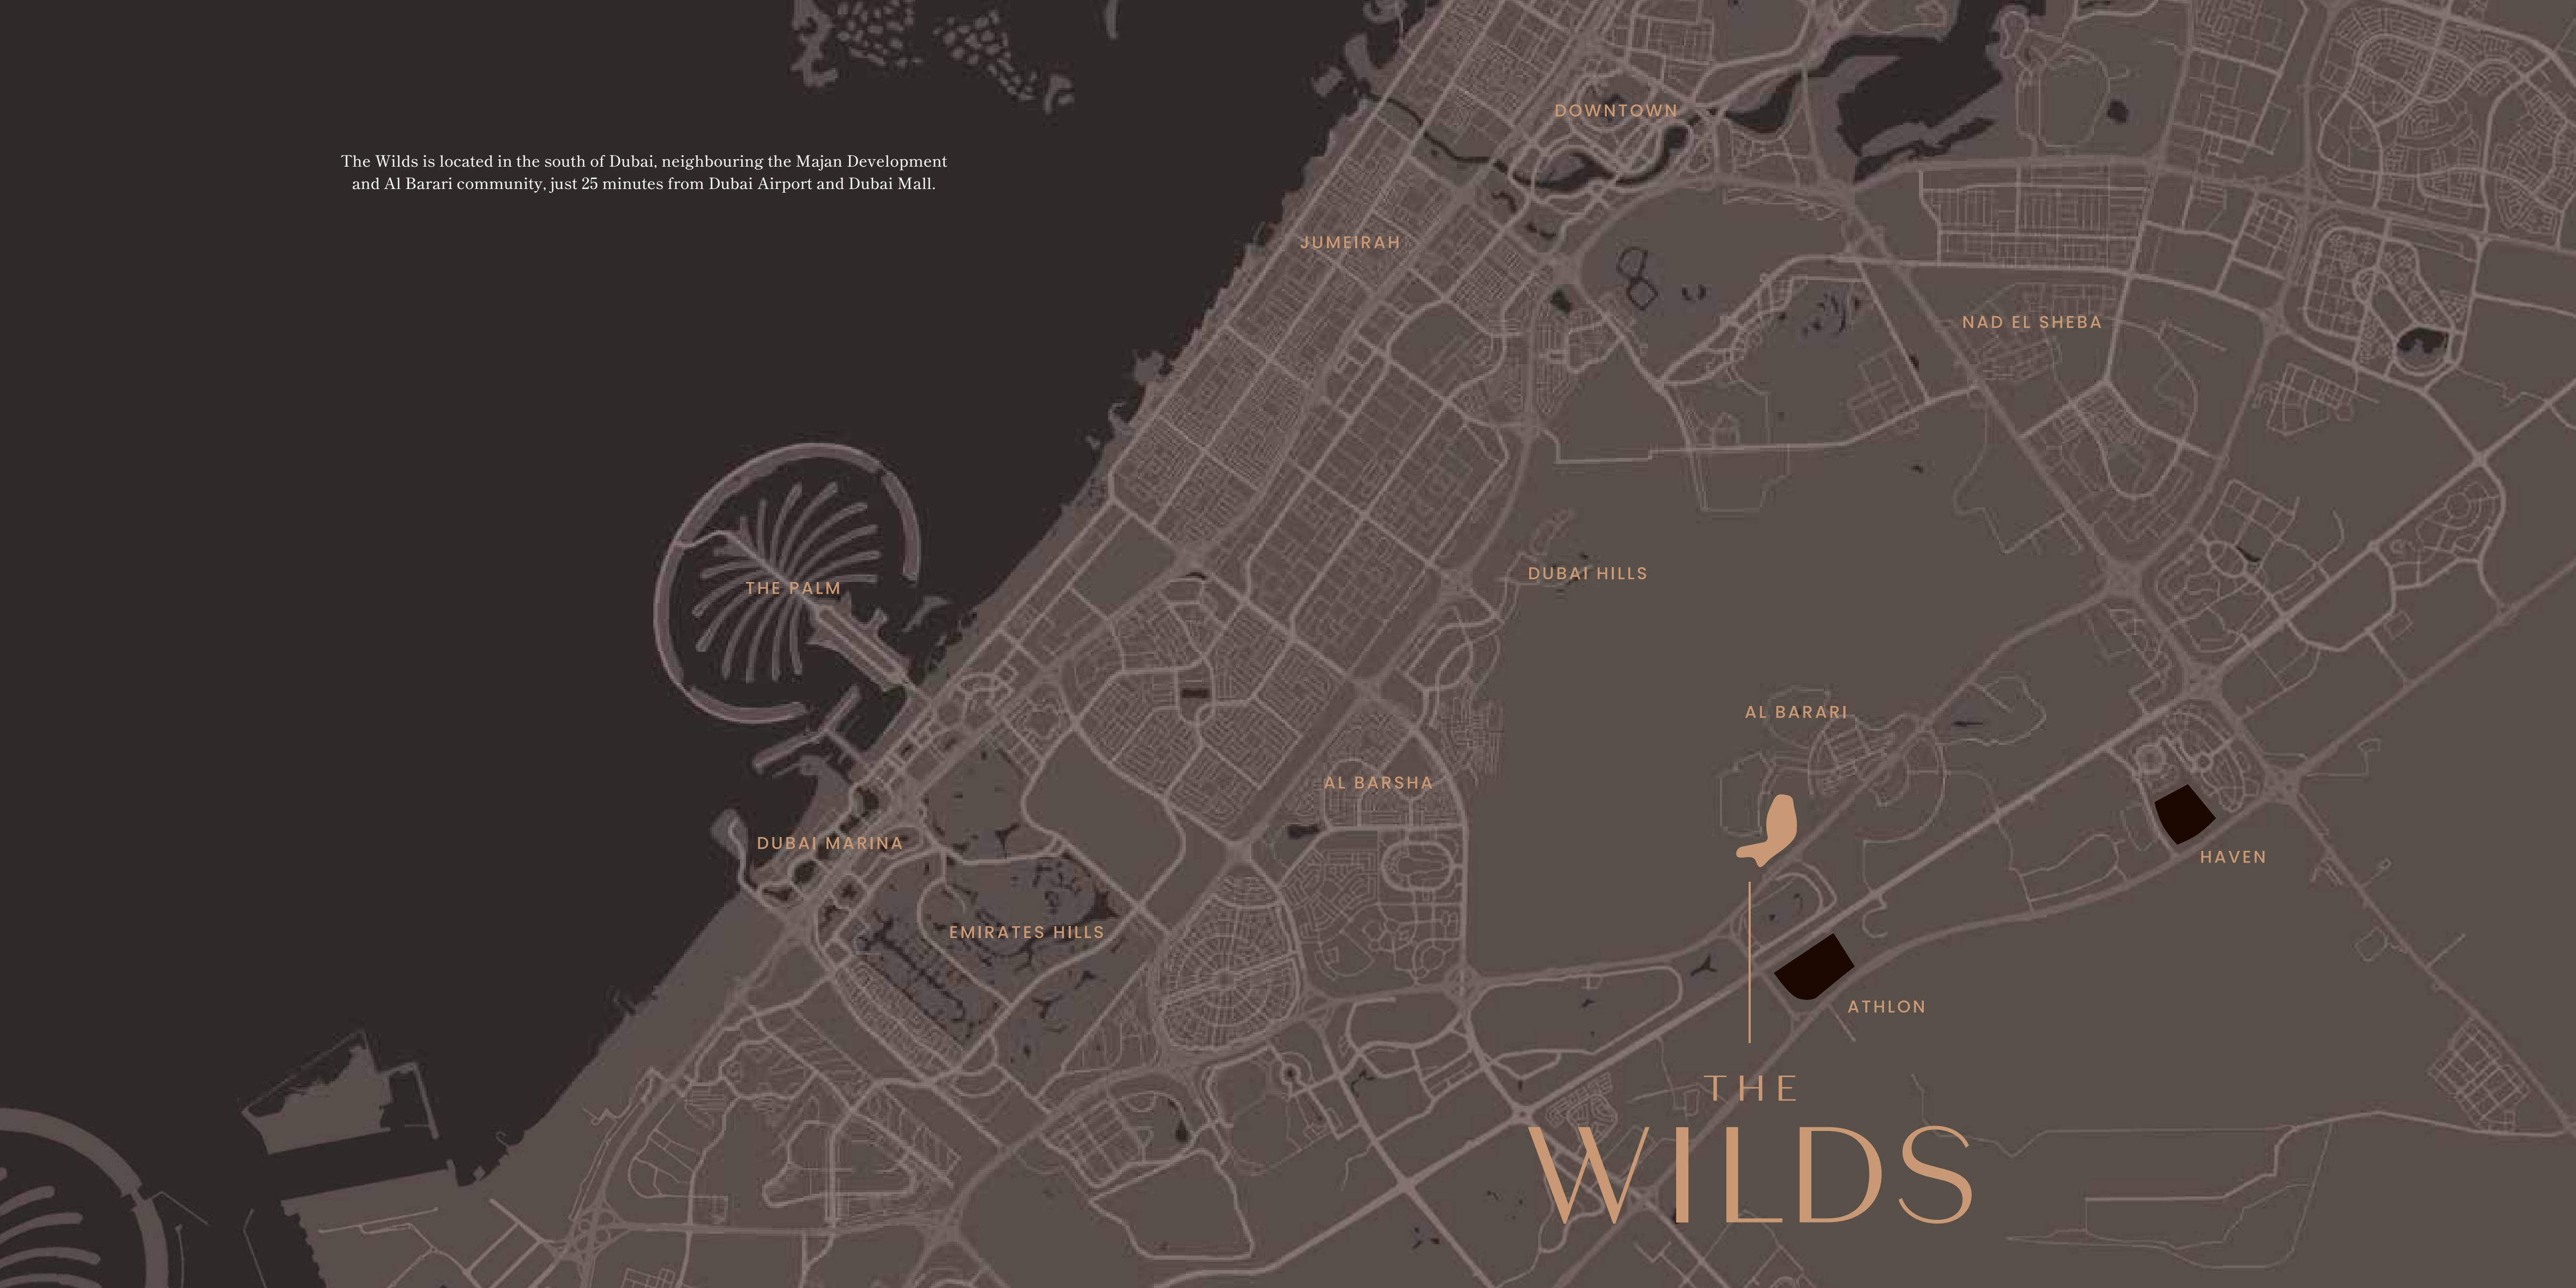 DOWNTOWN
The Wilds is located in the south of Dubai, neighbouring the Majan Development
and Al Barari community, just 25 minutes from Dubai Airport and Dubai Mall.
JUMEIRAH
NAD EL SHEBA
DUBAI HILLS
THE PALM
AL BARARI
AL BARSHA
DUBAI MARINA
HAVEN
EMIRATES HILLS
ATHLON
THE
WILDS